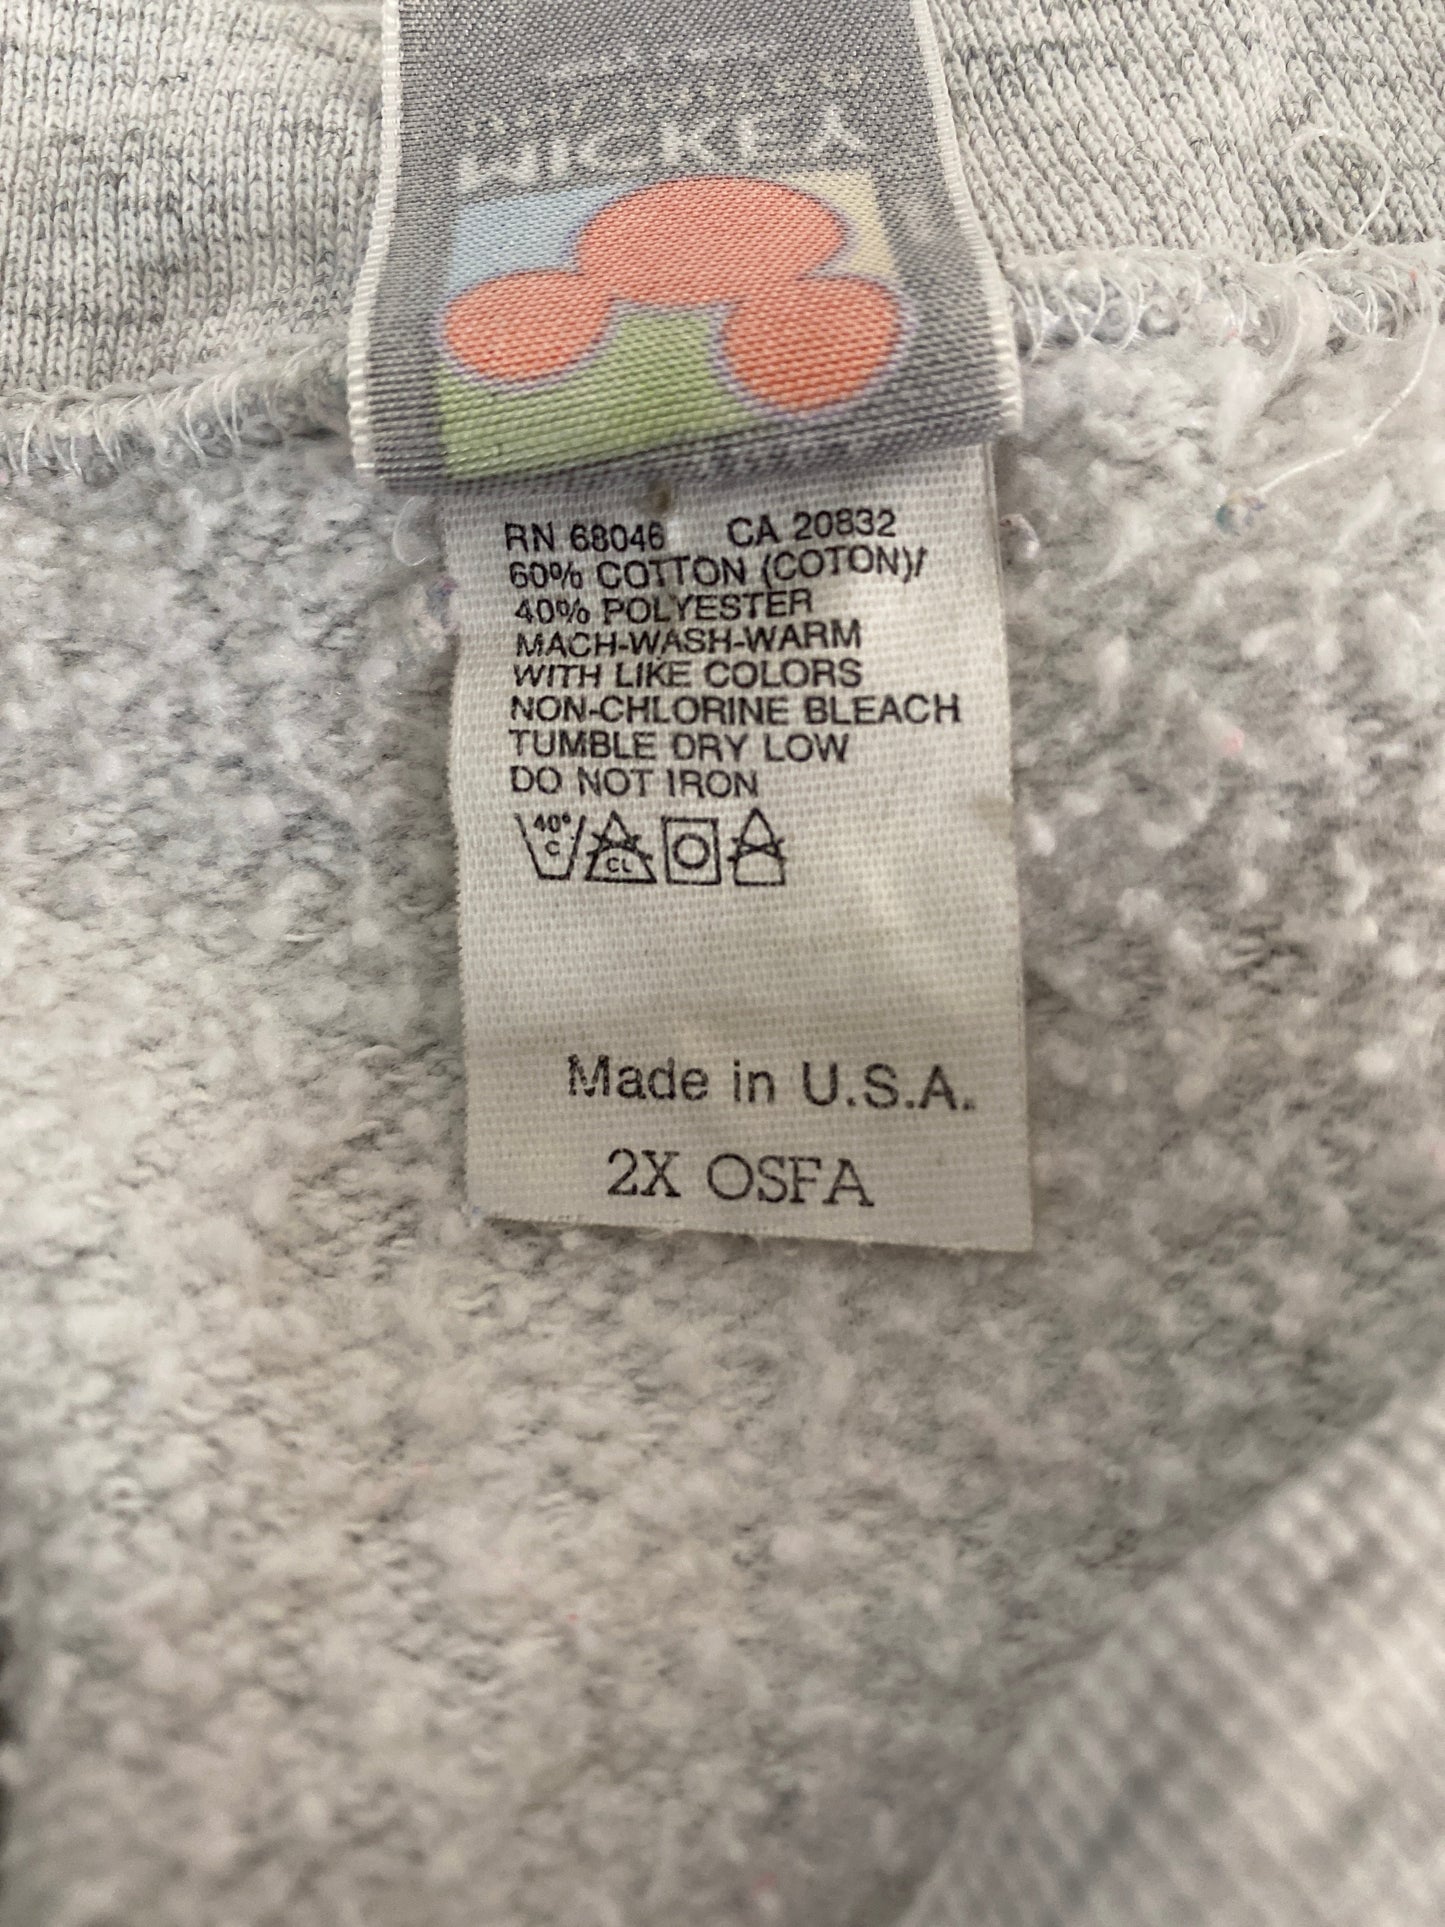 MICKEY
RN 68046 CA 20832
60% COTTON (COTON)/
40% POLYESTER
MACH-WASH-WARM
WITH LIKE COLORS
NON-CHLORINE BLEACH
TUMBLE DRY LOW
DO NOT IRON
40°
C CL
Made in U.S.A.
2X OSFA